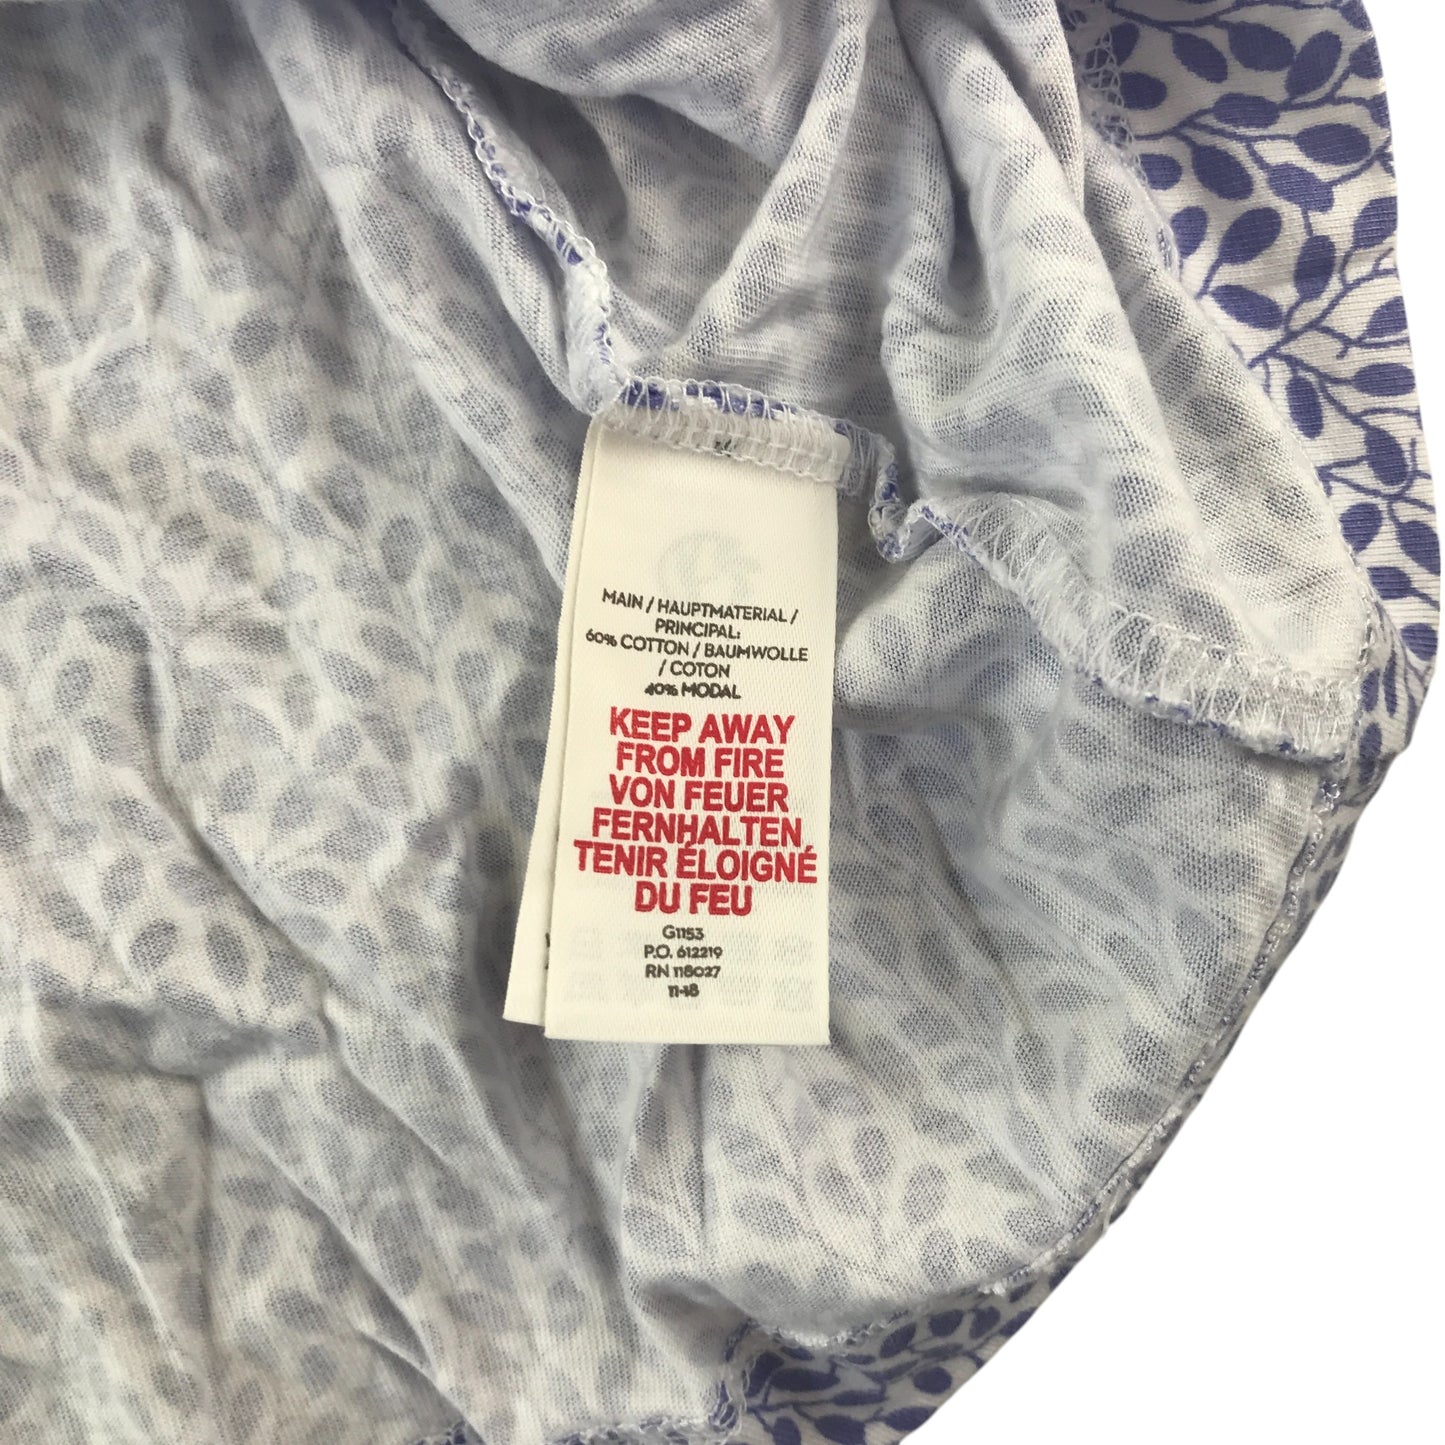 MAIN / HAUPTMATERIAL /
PRINCIPAL:
60% COTTON / BAUMWOLLE
/ COTON
40% MODAL
KEEP AWAY
FROM FIRE
VON FEUER
FERNHALTEN
TENIR ÉLOIGNÉ
DU FEU
G1153
P.O. 612219
RN 118027
11-18